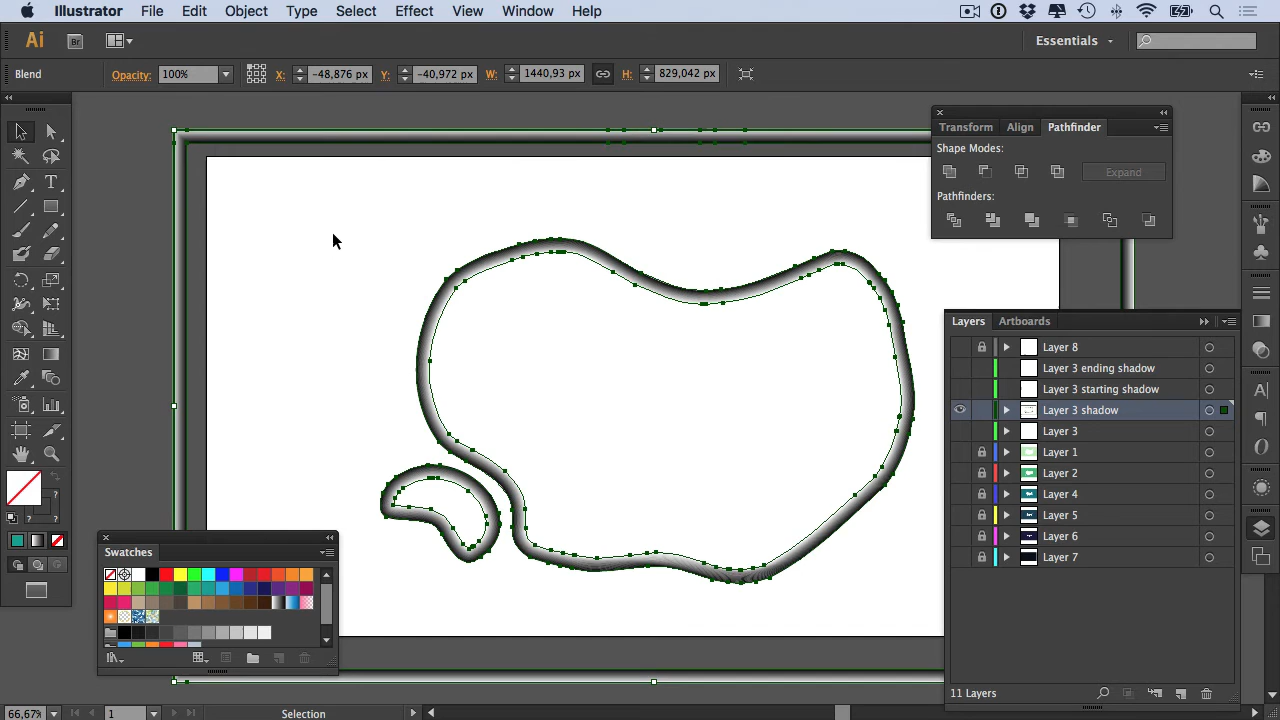 Illustrator File Edit Object Type Select Effect View Window Help
Ai Br Essentials
Blend Opacity: 100% X: -48,876 px Y: -40,972 px W: 1440,93 px H: 829,042 px
Transform Align Pathfinder
Shape Modes:
Expand
Pathfinders:
Layers Artboards
Layer 8
Layer 3 ending shadow
Layer 3 starting shadow
Layer 3 shadow
Layer 3
Layer 1
Layer 2
Layer 4
Layer 5
Layer 6
Layer 7
11 Layers
Swatches
66,67% 1 Selection